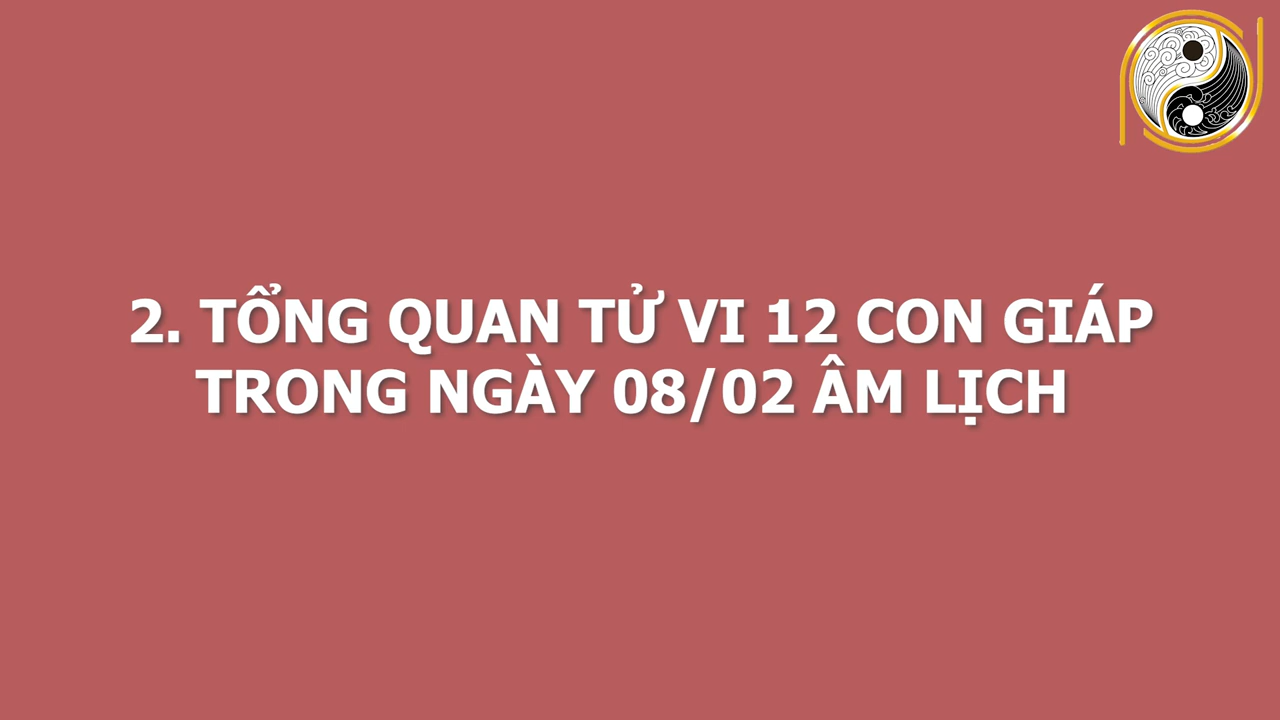 2. TỔNG QUAN TỬ VI 12 CON GIÁP
TRONG NGÀY 08/02 ÂM LỊCH